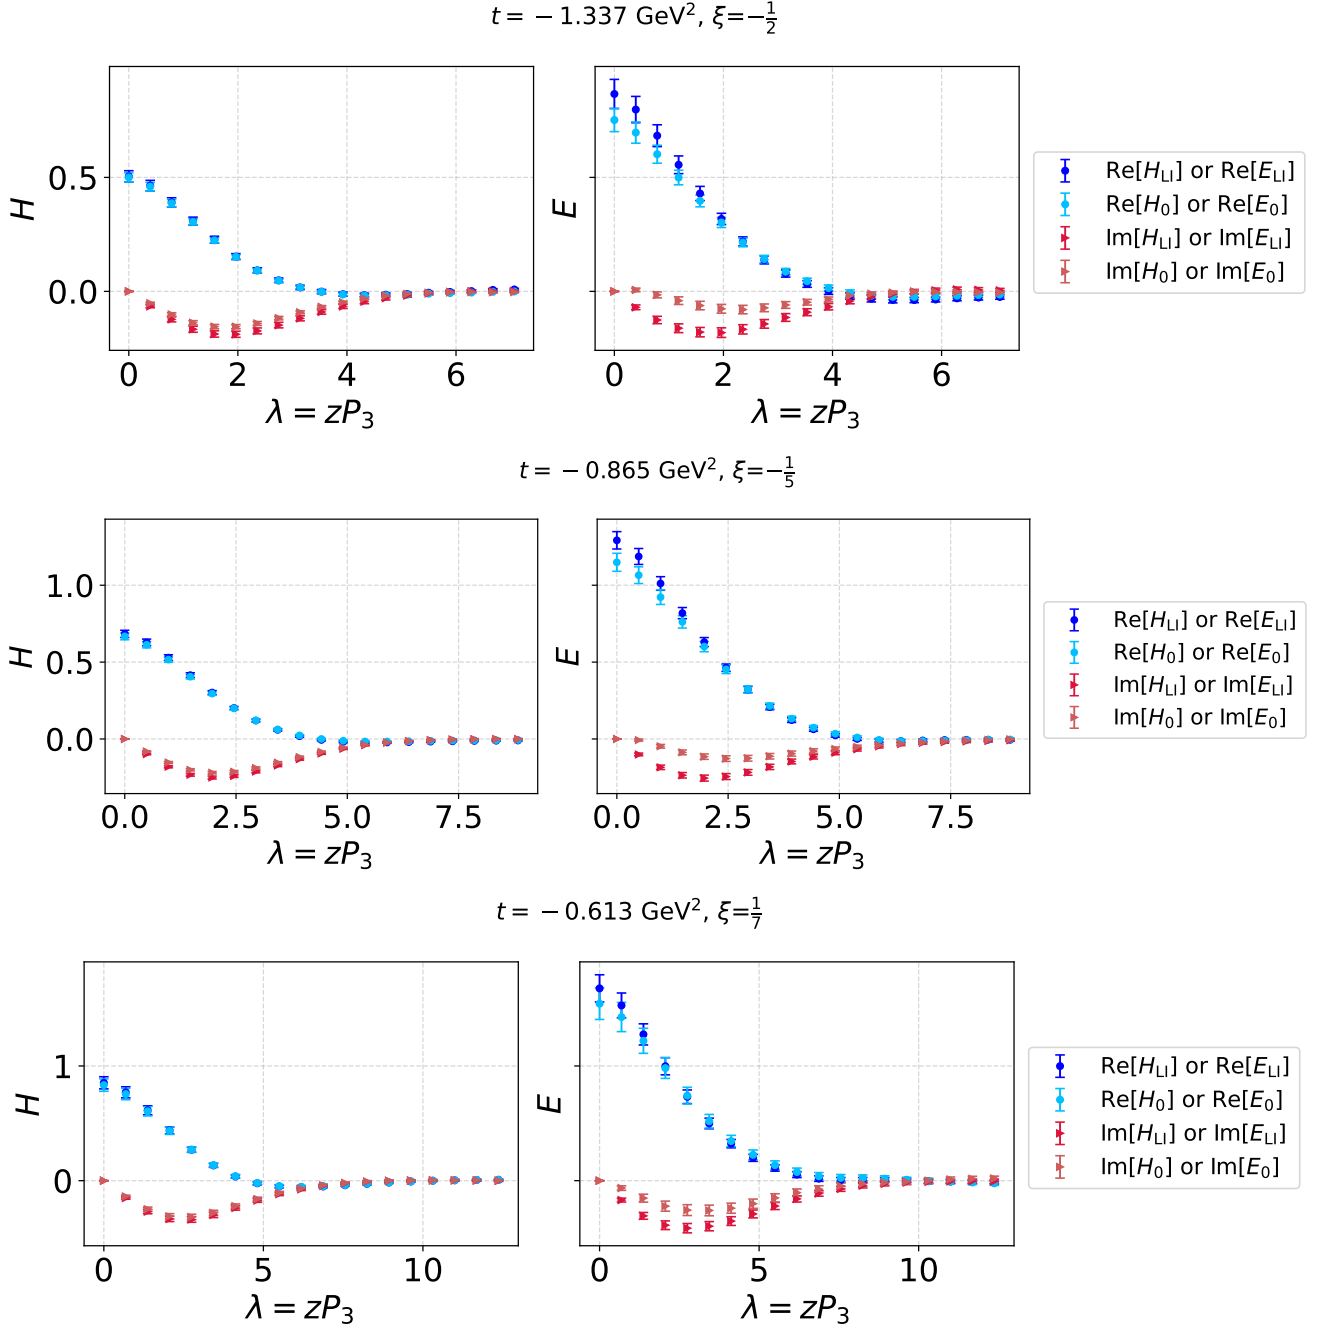 t = −1.337 GeV², ξ=−1/2
H
0.5
0.0
0 2 4 6
λ = zP₃
E
0 2 4 6
λ = zP₃
Re[H_LI] or Re[E_LI]
Re[H₀] or Re[E₀]
Im[H_LI] or Im[E_LI]
Im[H₀] or Im[E₀]
t = −0.865 GeV², ξ=−1/5
H
1.0
0.5
0.0
0.0 2.5 5.0 7.5
λ = zP₃
E
0.0 2.5 5.0 7.5
λ = zP₃
Re[H_LI] or Re[E_LI]
Re[H₀] or Re[E₀]
Im[H_LI] or Im[E_LI]
Im[H₀] or Im[E₀]
t = −0.613 GeV², ξ=1/7
H
1
0
0 5 10
λ = zP₃
E
0 5 10
λ = zP₃
Re[H_LI] or Re[E_LI]
Re[H₀] or Re[E₀]
Im[H_LI] or Im[E_LI]
Im[H₀] or Im[E₀]